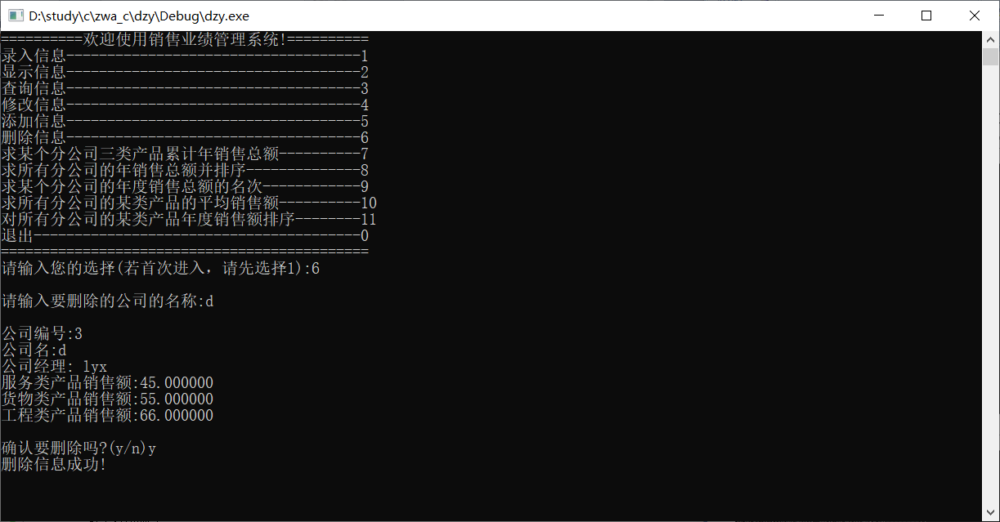 D:\study\c\zwa_c\dzy\Debug\dzy.exe
==========欢迎使用销售业绩管理系统!==========
录入信息------------------------------------1
显示信息------------------------------------2
查询信息------------------------------------3
修改信息------------------------------------4
添加信息------------------------------------5
删除信息------------------------------------6
求某个分公司三类产品累计年销售总额----------7
求所有分公司的年销售总额并排序--------------8
求某个分公司的年度销售总额的名次------------9
求所有分公司的某类产品的平均销售额----------10
对所有分公司的某类产品年度销售额排序--------11
退出----------------------------------------0
=============================================
请输入您的选择(若首次进入，请先选择1):6
请输入要删除的公司的名称:d
公司编号:3
公司名:d
公司经理: lyx
服务类产品销售额:45.000000
货物类产品销售额:55.000000
工程类产品销售额:66.000000
确认要删除吗?(y/n)y
删除信息成功!